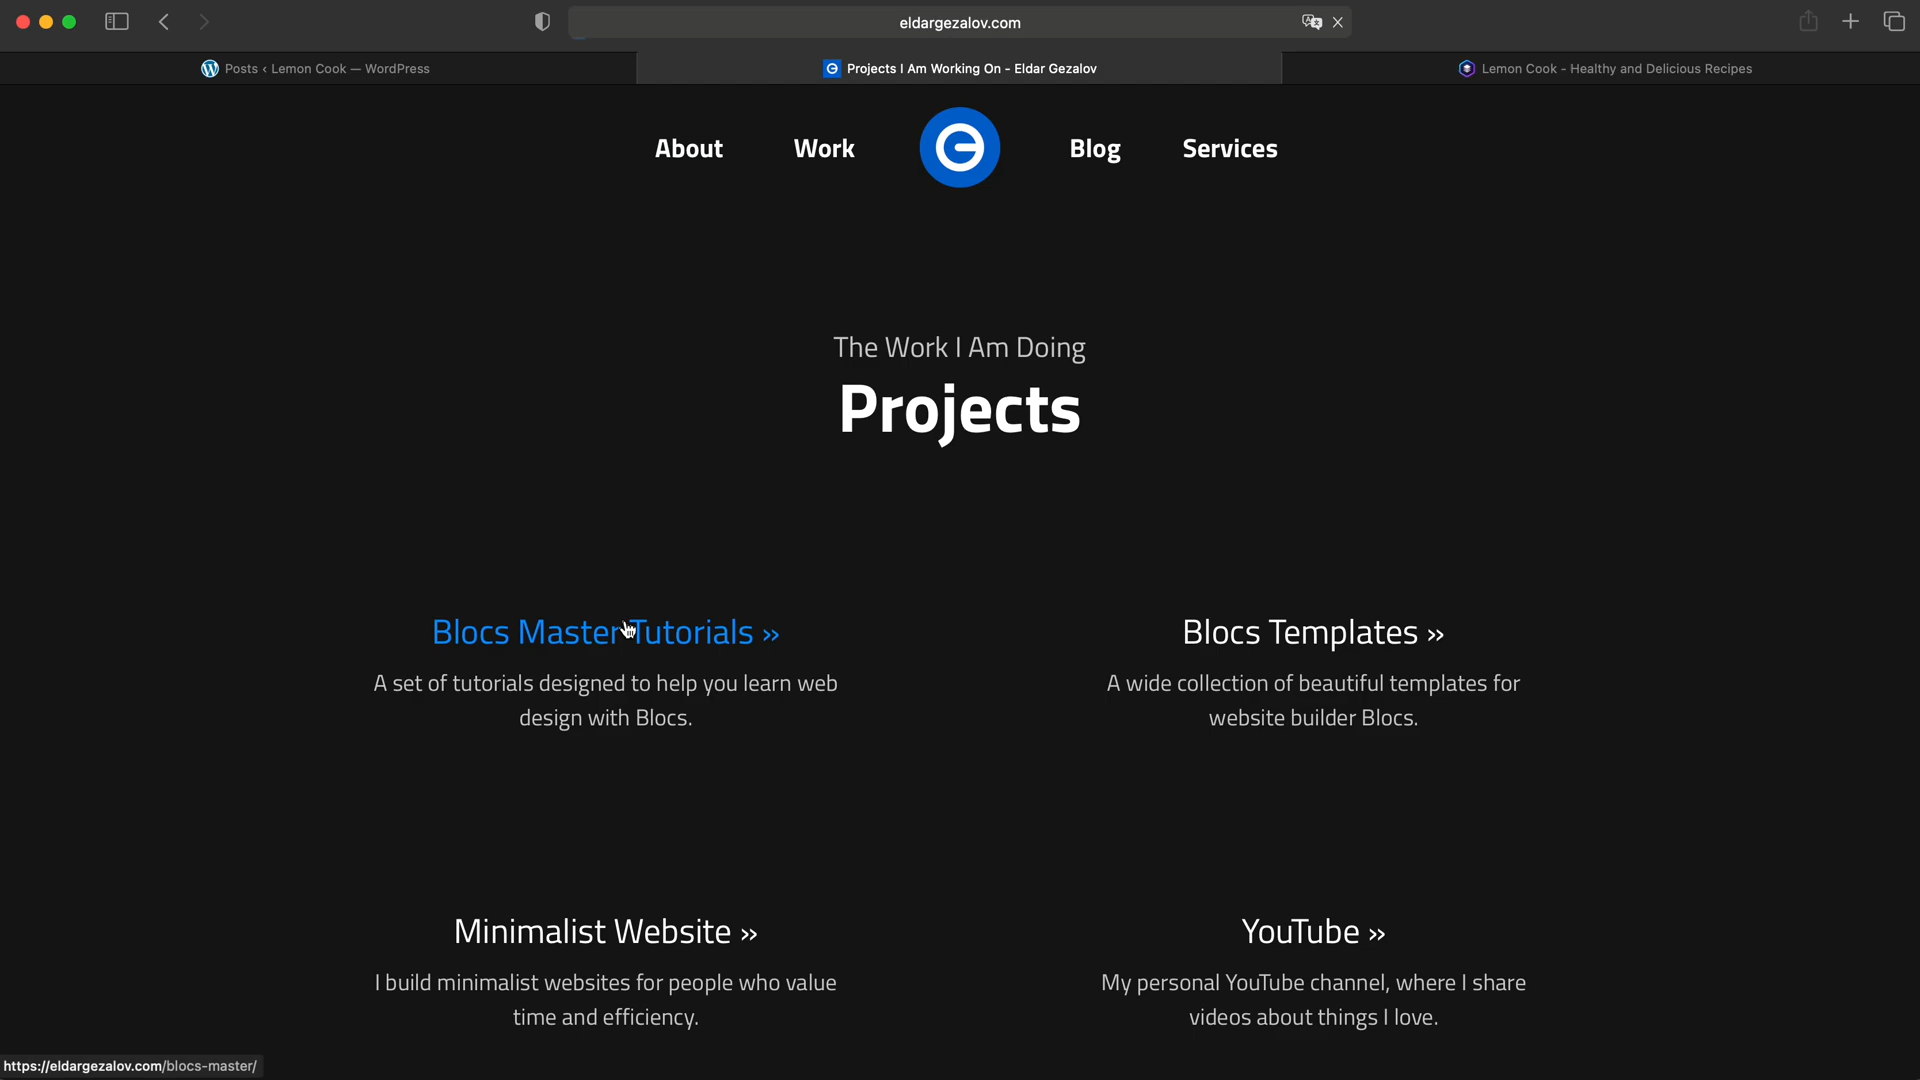 eldargezalov.com
Posts ‹ Lemon Cook — WordPress
Projects I Am Working On - Eldar Gezalov
Lemon Cook - Healthy and Delicious Recipes
About Work Blog Services
The Work I Am Doing
Projects
Blocs Master Tutorials »
A set of tutorials designed to help you learn web
design with Blocs.
Blocs Templates »
A wide collection of beautiful templates for
website builder Blocs.
Minimalist Website »
I build minimalist websites for people who value
time and efficiency.
YouTube »
My personal YouTube channel, where I share
videos about things I love.
https://eldargezalov.com/blocs-master/